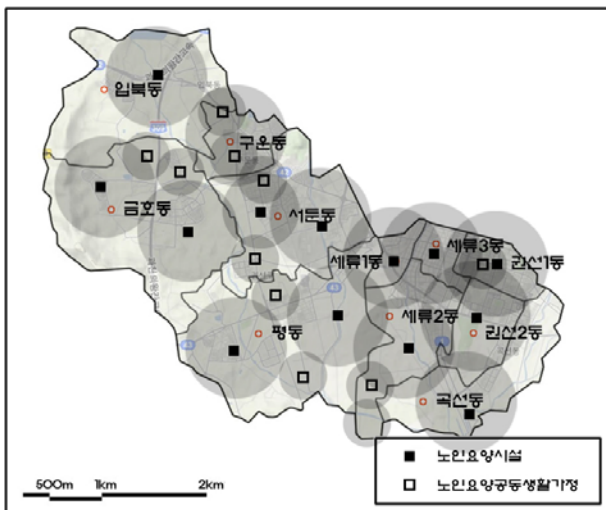 입북동
구운동
금호동
서둔동
세류1동
세류3동
권선1동
평동
세류2동
권선2동
곡선동
노인요양시설
노인요양공동생활가정
500m 1km 2km